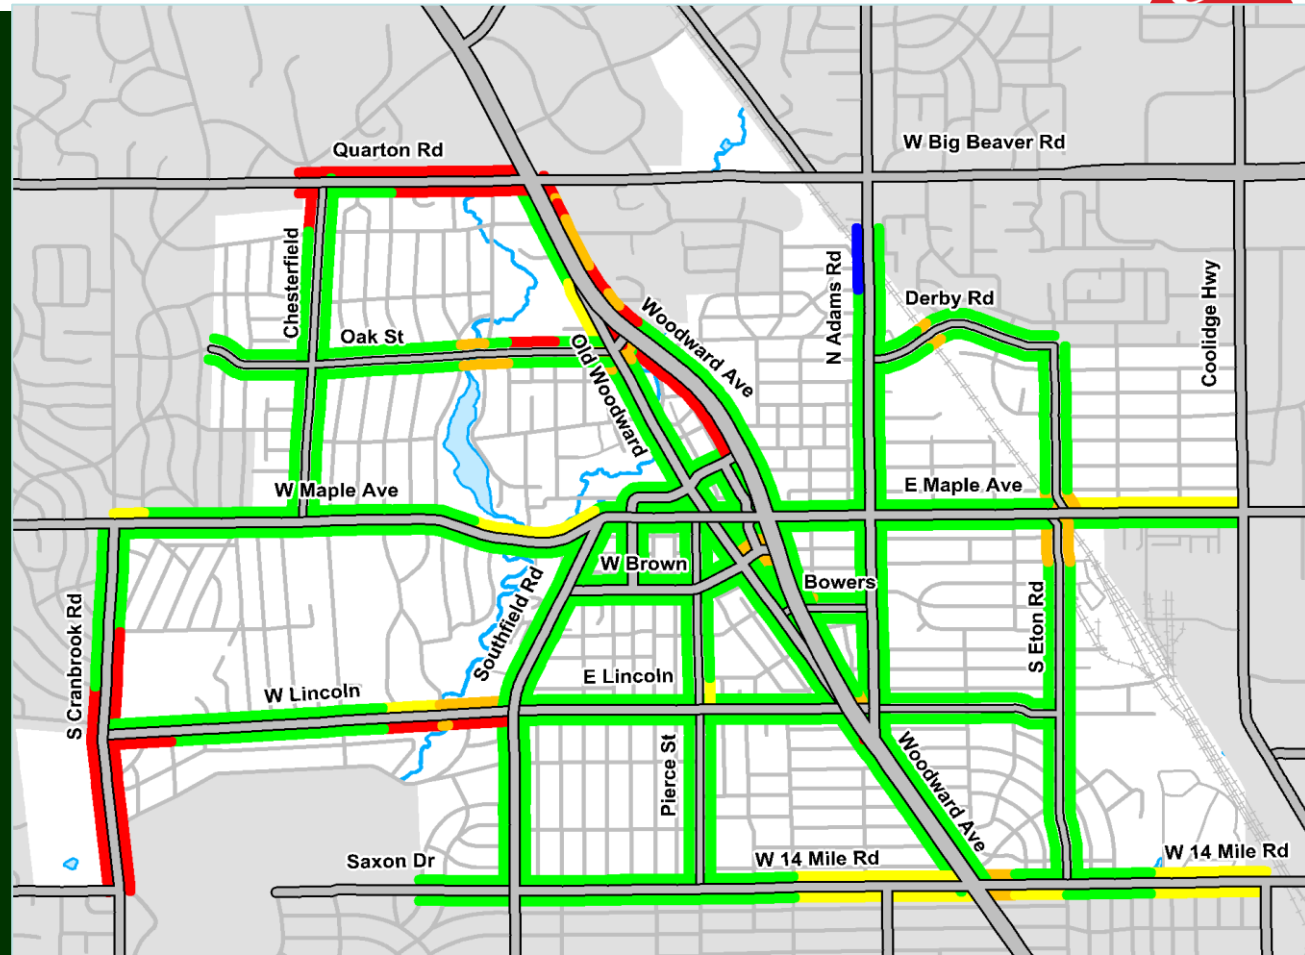 W Big Beaver Rd
Quarton Rd
Chesterfield
N Adams Rd
Derby Rd
Coolidge Hwy
Oak St
Woodward Ave
Old Woodward
W Maple Ave
E Maple Ave
W Brown
Bowers
Southfield Rd
S Cranbrook Rd
S Eton Rd
E Lincoln
W Lincoln
Pierce St
Woodward Ave
Saxon Dr
W 14 Mile Rd
W 14 Mile Rd